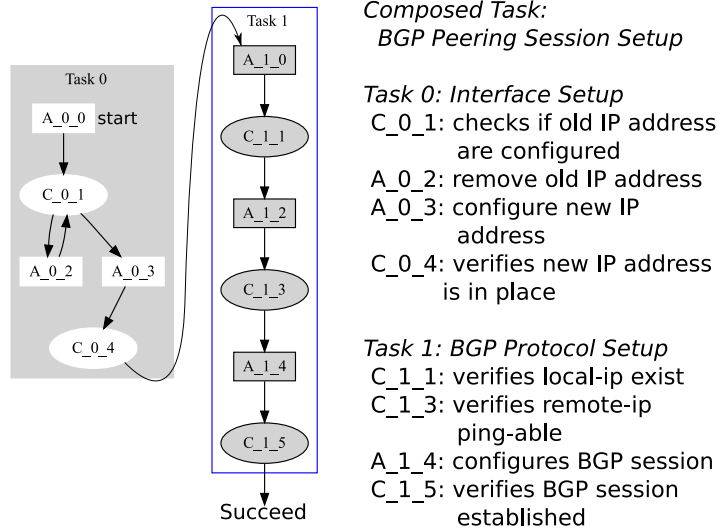 Task 0
A_0_0 start
C_0_1
A_0_2
A_0_3
C_0_4
Task 1
A_1_0
C_1_1
A_1_2
C_1_3
A_1_4
C_1_5
Succeed
Composed Task:
BGP Peering Session Setup
Task 0: Interface Setup
C_0_1: checks if old IP address
are configured
A_0_2: remove old IP address
A_0_3: configure new IP
address
C_0_4: verifies new IP address
is in place
Task 1: BGP Protocol Setup
C_1_1: verifies local-ip exist
C_1_3: verifies remote-ip
ping-able
A_1_4: configures BGP session
C_1_5: verifies BGP session
established